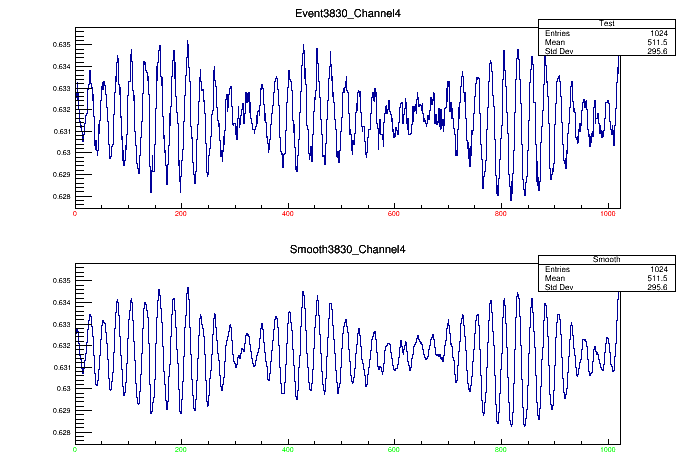 Event3830_Channel4
Test
Entries 1024
Mean 511.5
Std Dev 295.6
0.635
0.634
0.633
0.632
0.631
0.63
0.629
0.628
0 200 400 600 800 1000
Smooth3830_Channel4
Smooth
Entries 1024
Mean 511.5
Std Dev 295.6
0.635
0.634
0.633
0.632
0.631
0.63
0.629
0.628
0 200 400 600 800 1000